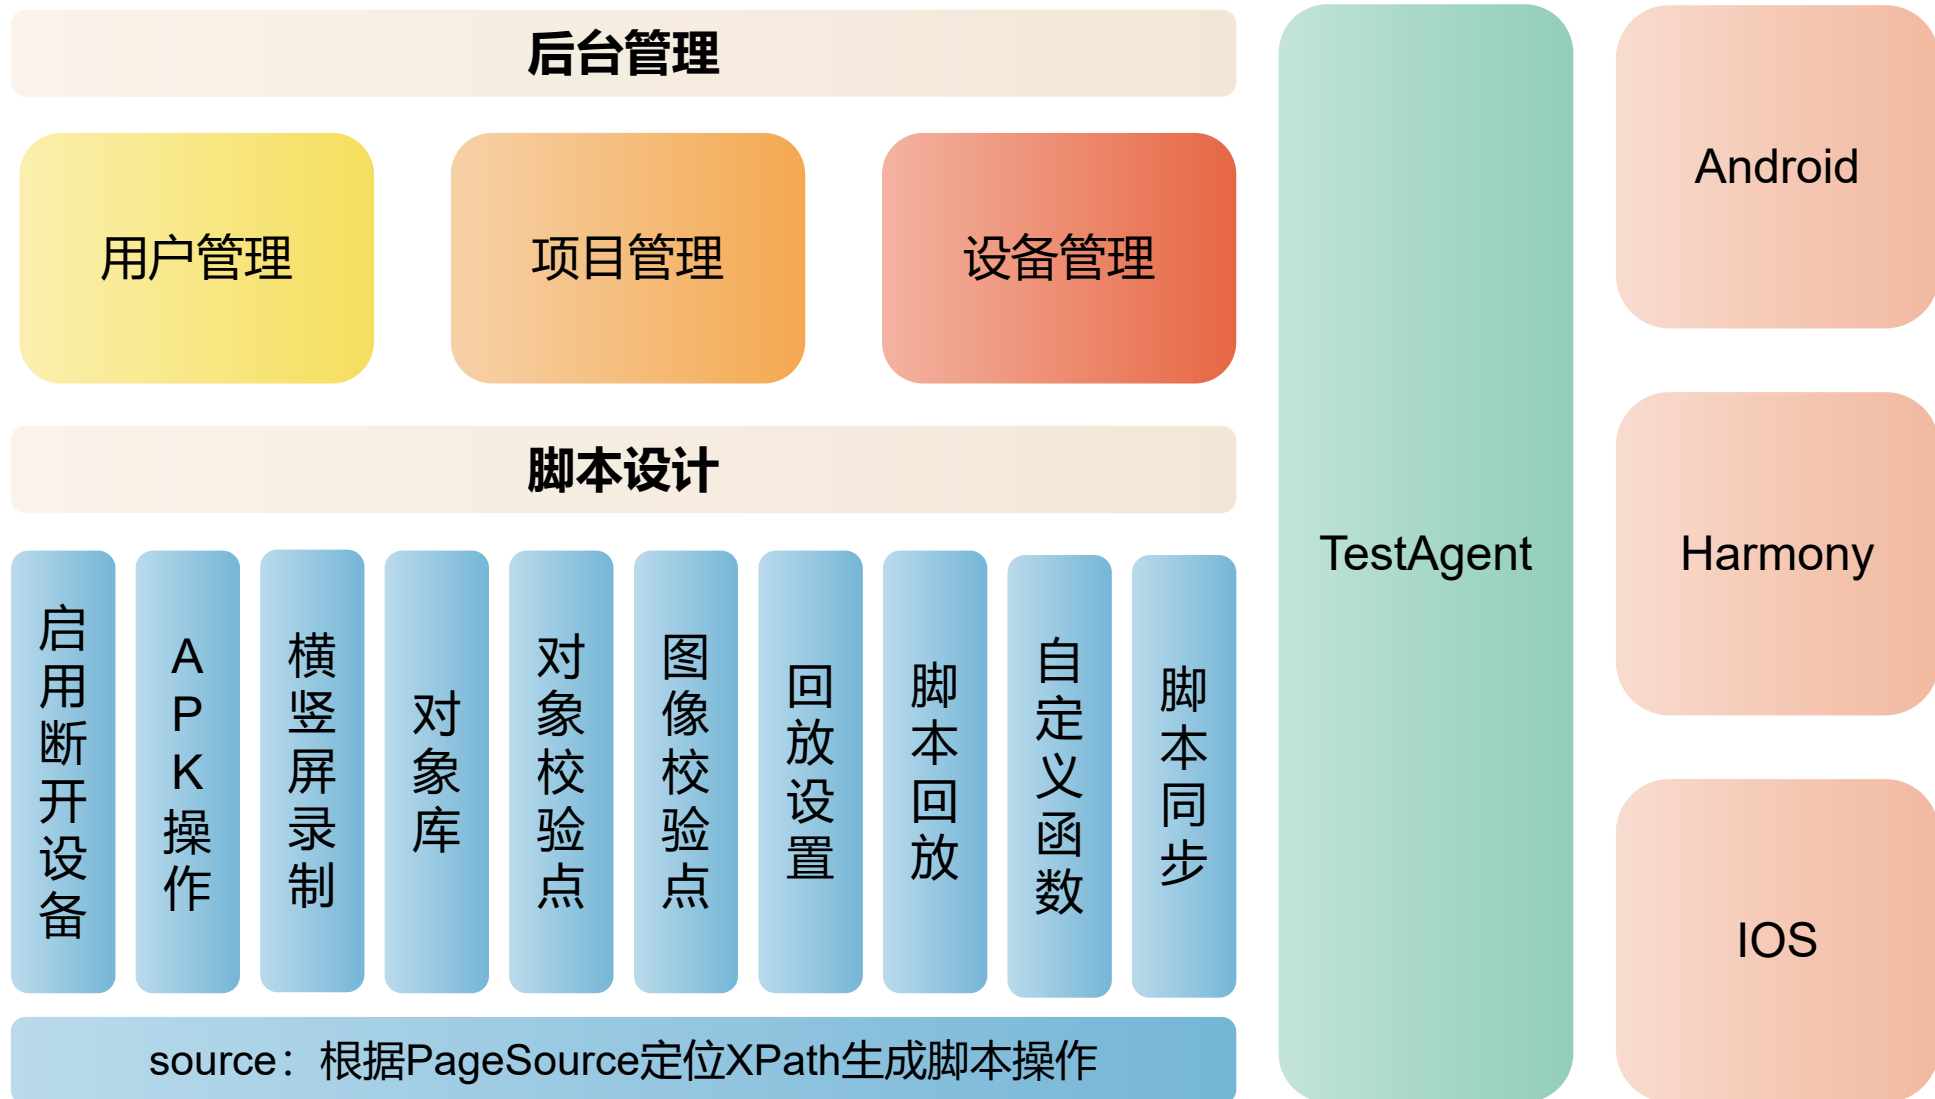 后台管理
用户管理
项目管理
设备管理
脚本设计
启用断开设备
APK操作
横竖屏录制
对象库
对象校验点
图像校验点
回放设置
脚本回放
自定义函数
脚本同步
source：根据PageSource定位XPath生成脚本操作
TestAgent
Android
Harmony
IOS